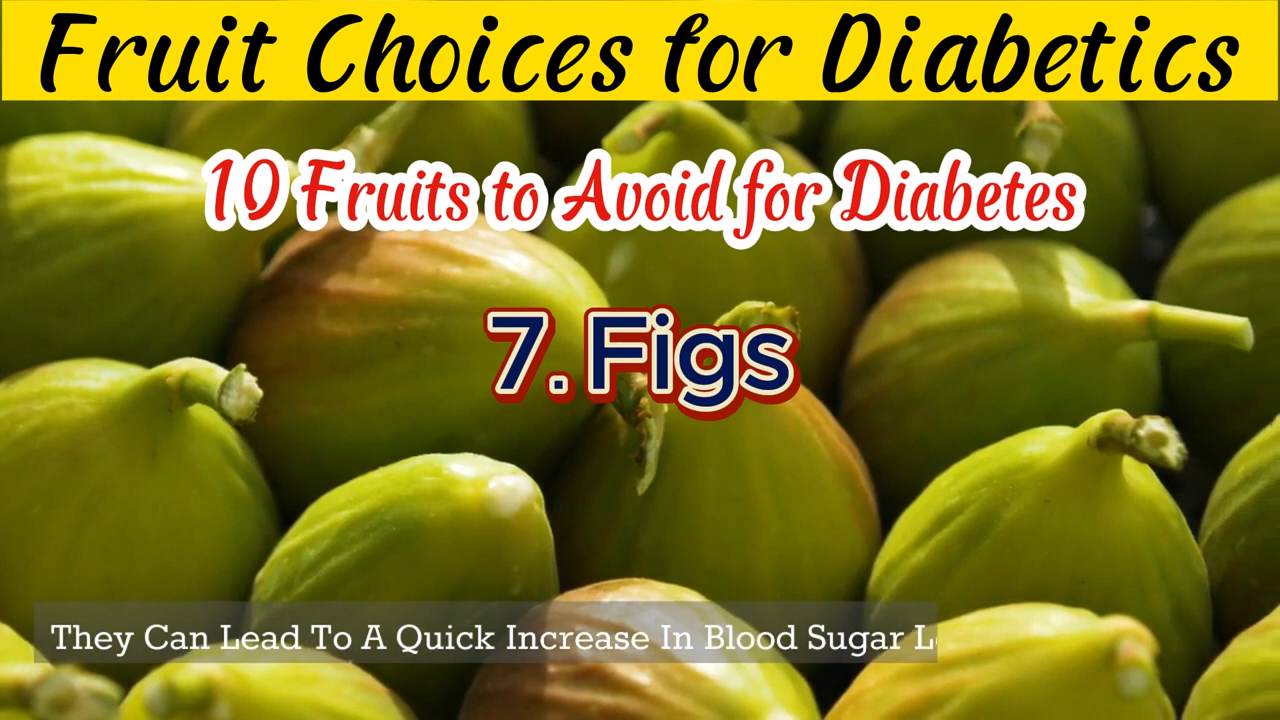 Fruit Choices for Diabetics
10 Fruits to Avoid for Diabetes
7. Figs
They Can Lead To A Quick Increase In Blood Sugar